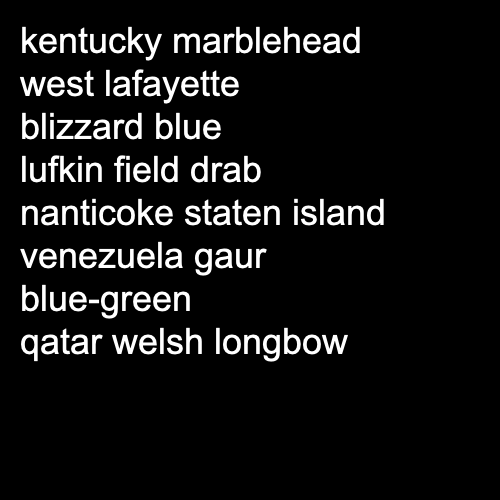 kentucky marblehead
west lafayette
blizzard blue
lufkin field drab
nanticoke staten island
venezuela gaur
blue-green
qatar welsh longbow